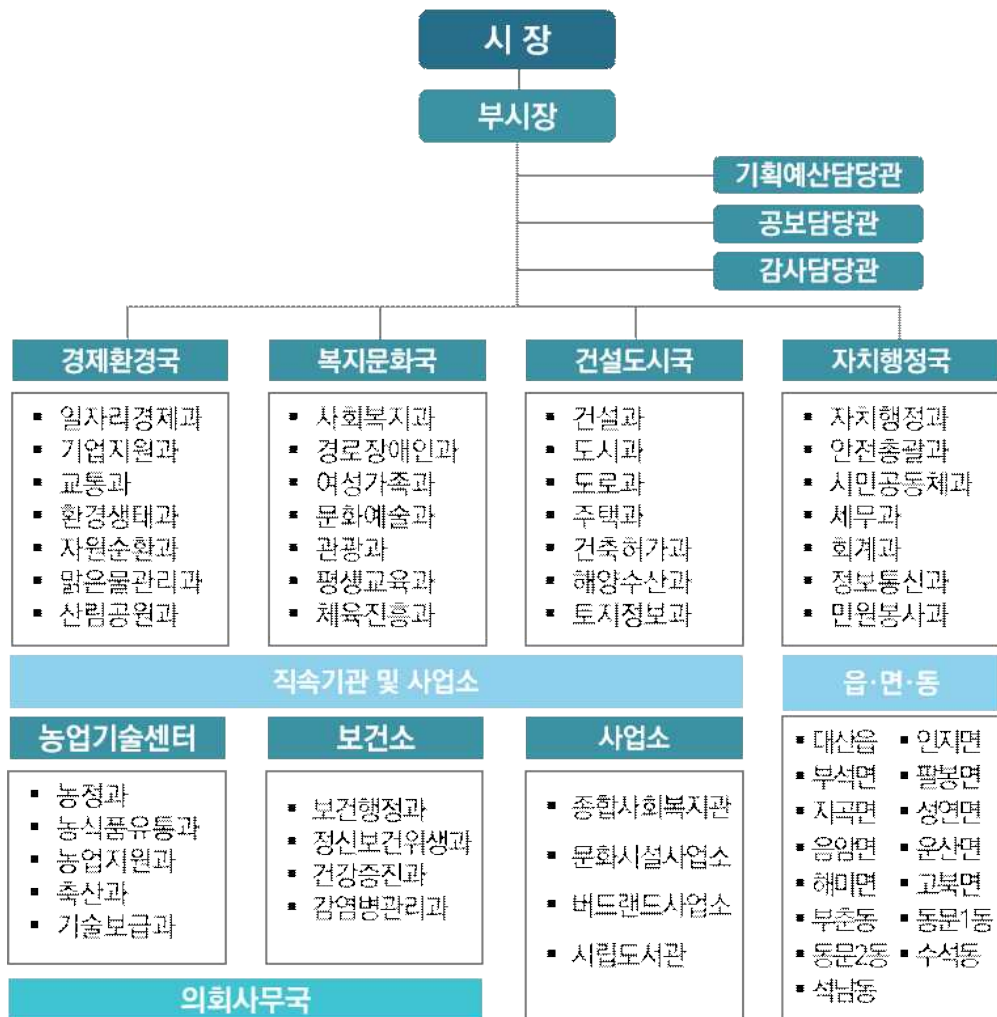 시 장
부시장
기획예산담당관
공보담당관
감사담당관
경제환경국
일자리경제과
기업지원과
교통과
환경생태과
자원순환과
맑은물관리과
산림공원과
복지문화국
사회복지과
경로장애인과
여성가족과
문화예술과
관광과
평생교육과
체육진흥과
건설도시국
건설과
도시과
도로과
주택과
건축허가과
해양수산과
토지정보과
자치행정국
자치행정과
안전총괄과
시민공동체과
세무과
회계과
정보통신과
민원봉사과
직속기관 및 사업소
농업기술센터
농정과
농식품유통과
농업지원과
축산과
기술보급과
보건소
보건행정과
정신보건위생과
건강증진과
감염병관리과
사업소
종합사회복지관
문화시설사업소
버드랜드사업소
시립도서관
읍·면·동
대산읍 인지면
부석면 팔봉면
지곡면 성연면
음암면 운산면
해미면 고북면
부춘동 동문1동
동문2동 수석동
석남동
의회사무국